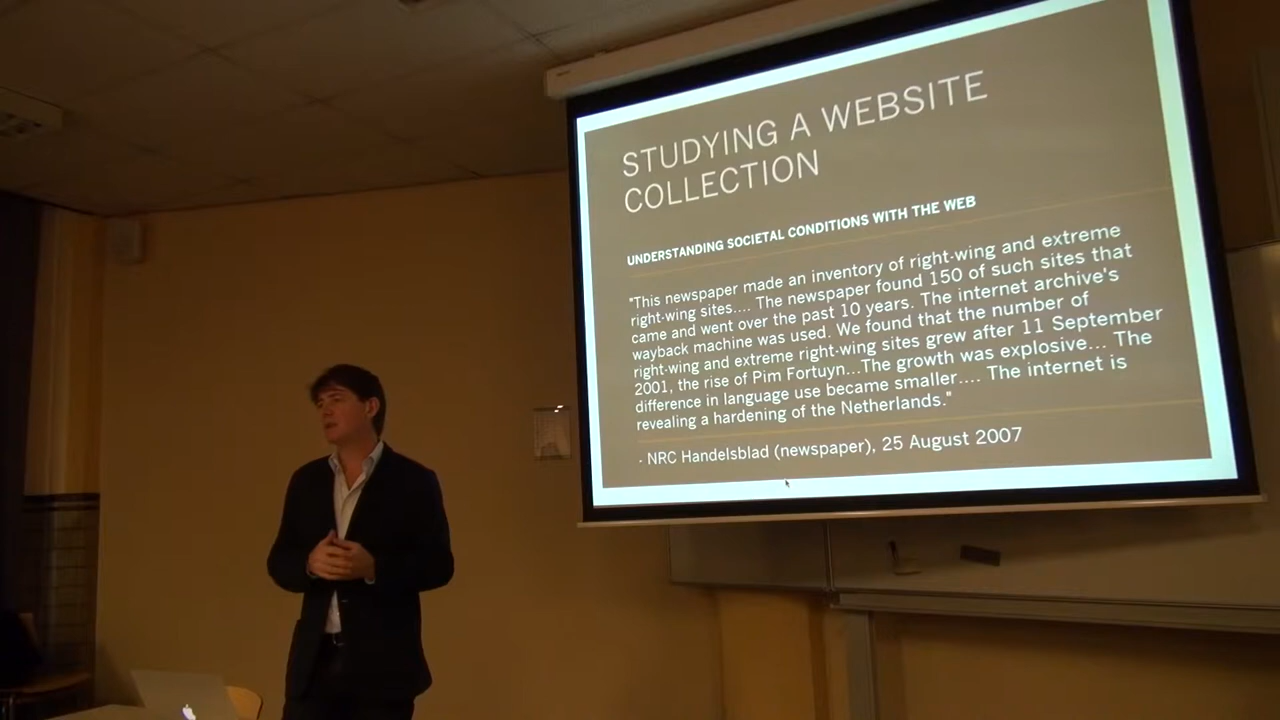 STUDYING A WEBSITE
COLLECTION
UNDERSTANDING SOCIETAL CONDITIONS WITH THE WEB
"This newspaper made an inventory of right-wing and extreme
right-wing sites.... The newspaper found 150 of such sites that
came and went over the past 10 years. The internet archive's
wayback machine was used. We found that the number of
right-wing and extreme right-wing sites grew after 11 September
2001, the rise of Pim Fortuyn...The growth was explosive... The
difference in language use became smaller.... The internet is
revealing a hardening of the Netherlands."
- NRC Handelsblad (newspaper), 25 August 2007